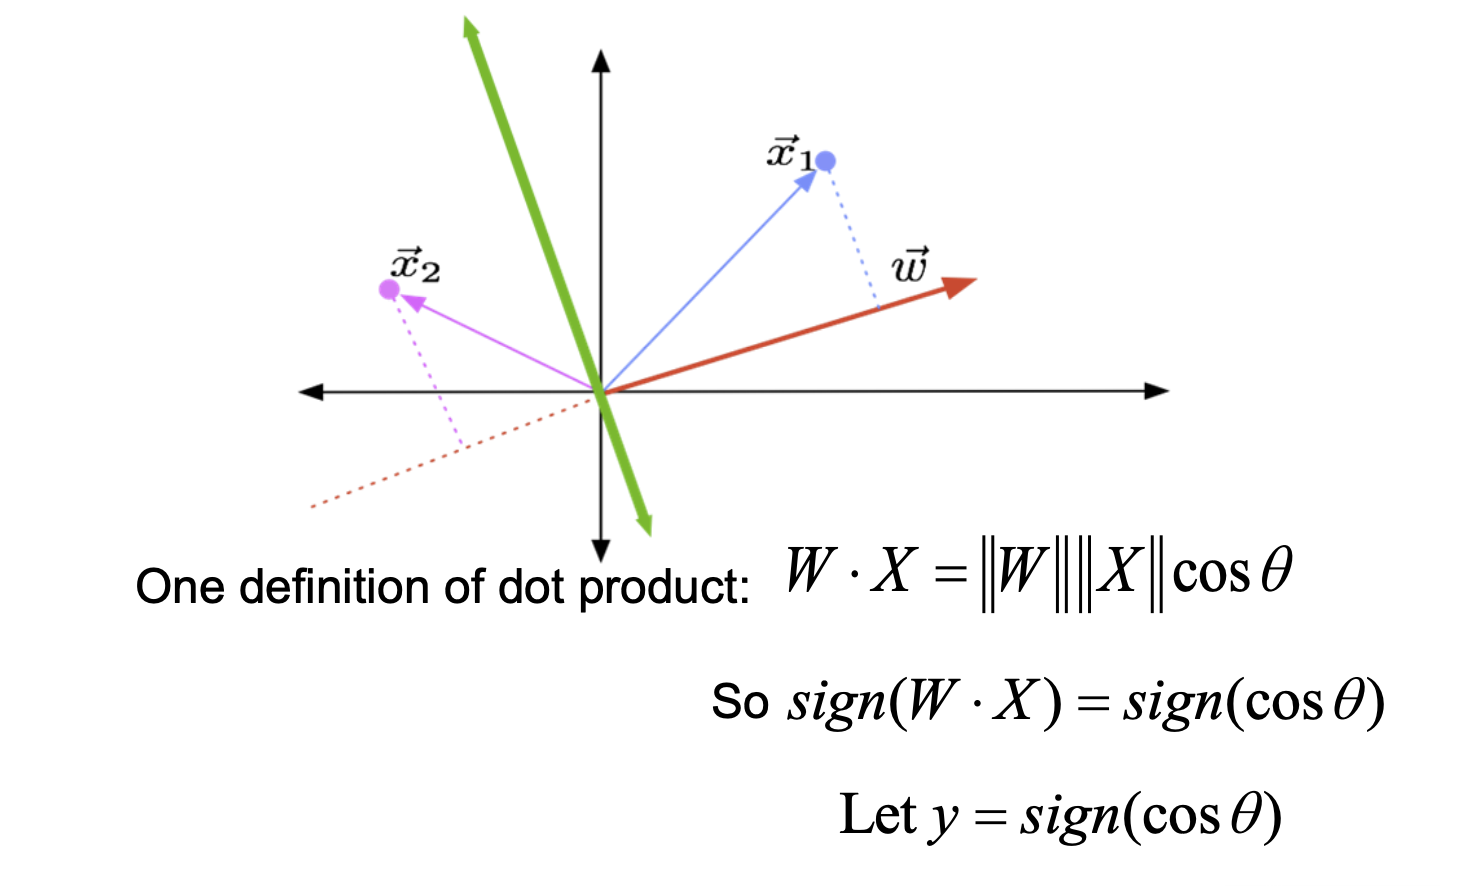 x⃗₁
w⃗
x⃗₂
One definition of dot product: W · X = ‖W‖‖X‖cos θ
So sign(W · X) = sign(cos θ)
Let y = sign(cos θ)